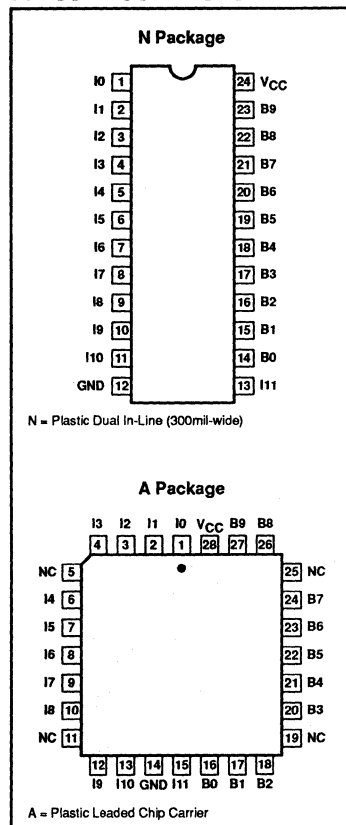 N Package
I0 1 24 VCC
I1 2 23 B9
I2 3 22 B8
I3 4 21 B7
I4 5 20 B6
I5 6 19 B5
I6 7 18 B4
I7 8 17 B3
I8 9 16 B2
I9 10 15 B1
I10 11 14 B0
GND 12 13 I11
N = Plastic Dual In-Line (300mil-wide)
A Package
I3 I2 I1 I0 VCC B9 B8
4 3 2 1 28 27 26
NC 5 25 NC
I4 6 24 B7
I5 7 23 B6
I6 8 22 B5
I7 9 21 B4
I8 10 20 B3
NC 11 19 NC
12 13 14 15 16 17 18
I9 I10 GND I11 B0 B1 B2
A = Plastic Leaded Chip Carrier